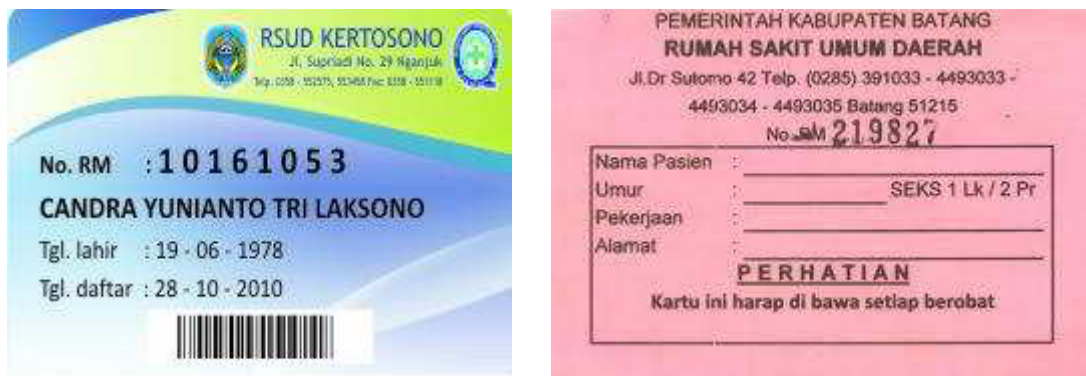 RSUD KERTOSONO
Jl. Supriadi No. 29 Nganjuk
No. RM : 10161053
CANDRA YUNIANTO TRI LAKSONO
Tgl. lahir : 19 - 06 - 1978
Tgl. daftar : 28 - 10 - 2010
PEMERINTAH KABUPATEN BATANG
RUMAH SAKIT UMUM DAERAH
Jl.Dr Sutomo 42 Telp. (0285) 391033 - 4493033 -
4493034 - 4493035 Batang 51215
No. RM 219827
Nama Pasien :
Umur : SEKS 1 Lk / 2 Pr
Pekerjaan :
Alamat :
PERHATIAN
Kartu ini harap di bawa setiap berobat